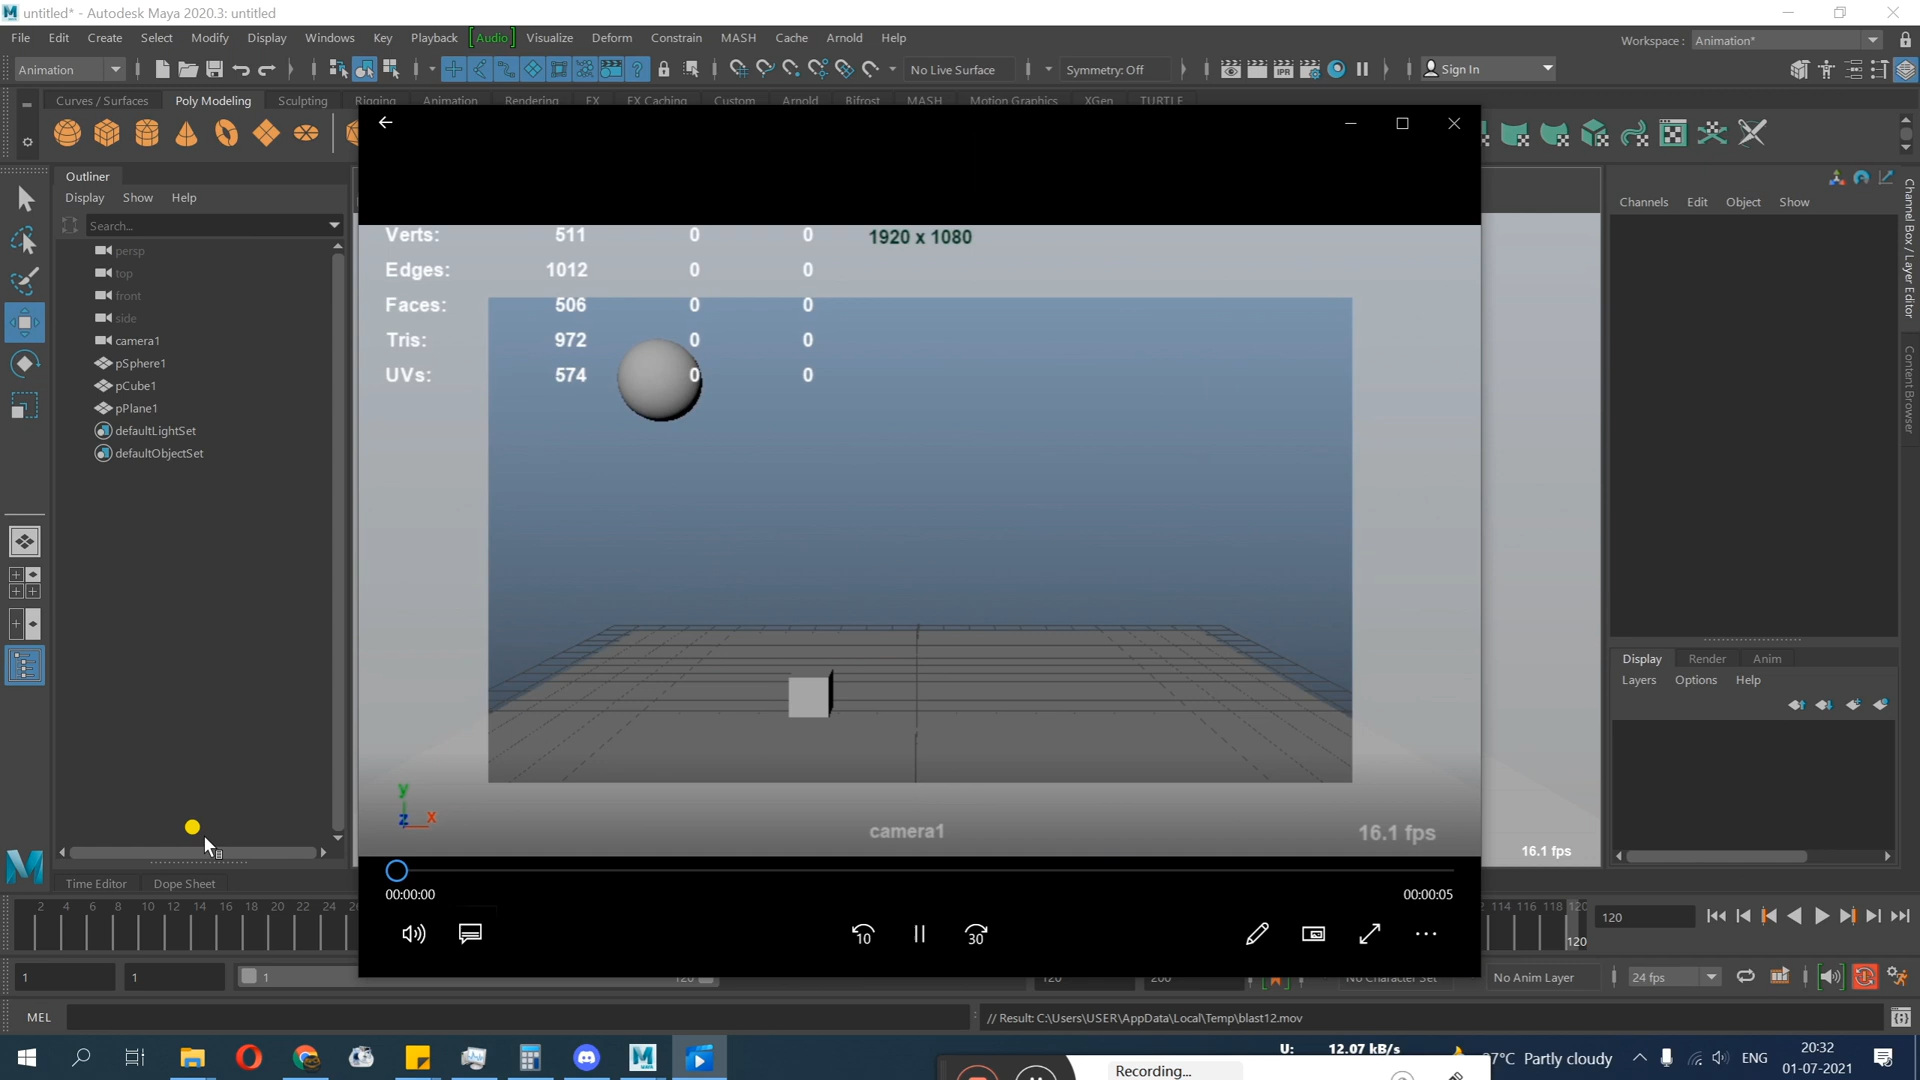 untitled* - Autodesk Maya 2020.3: untitled
File Edit Create Select Modify Display Windows Key Playback Audio Visualize Deform Constrain MASH Cache Arnold Help
Workspace : Animation*
Animation No Live Surface Symmetry: Off Sign In
Curves / Surfaces Poly Modeling Sculpting Rigging Animation Rendering FX FX Caching Custom Arnold Bifrost MASH Motion Graphics XGen TURTLE
IPR
Outliner
Display Show Help
Search...
persp
top
front
side
camera1
pSphere1
pCube1
pPlane1
defaultLightSet
defaultObjectSet
Verts: 511 0 0
1920 x 1080
Edges: 1012 0 0
Faces: 506 0 0
Tris: 972 0 0
UVs: 574 0 0
y
z x
camera1
16.1 fps
16.1 fps
00:00:00
00:00:05
10
30
Channels Edit Object Show
Channel Box / Layer Editor
Content Browser
Display Render Anim
Layers Options Help
Time Editor Dope Sheet
2 4 6 8 10 12 14 16 18 20 22 24
114 116 118 120
120
120
1 1 1 120 120 200 No Character Set No Anim Layer 24 fps
MEL
// Result: C:\Users\USER\AppData\Local\Temp\blast12.mov
U: 12.07 kB/s
Partly cloudy
ENG
20:32
01-07-2021
Recording...